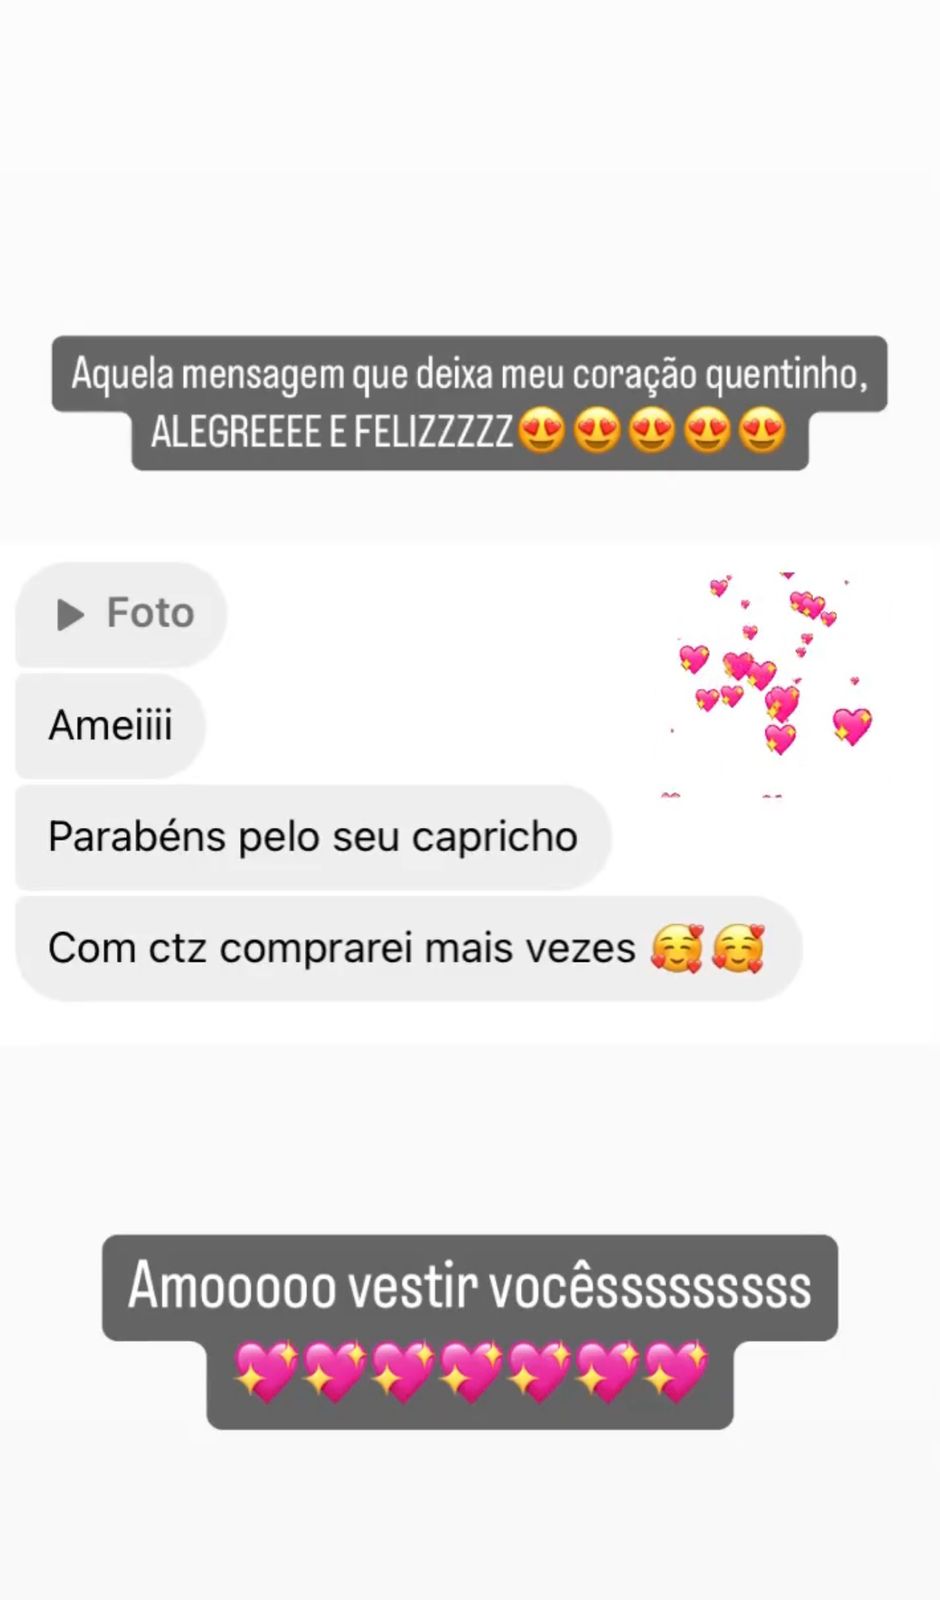 Aquela mensagem que deixa meu coração quentinho,
ALEGREEEE E FELIZZZZZ😍😍😍😍😍
▶ Foto
Ameiiii
Parabéns pelo seu capricho
Com ctz comprarei mais vezes 🥰🥰
Amooooo vestir vocêsssssssss
💖💖💖💖💖💖💖